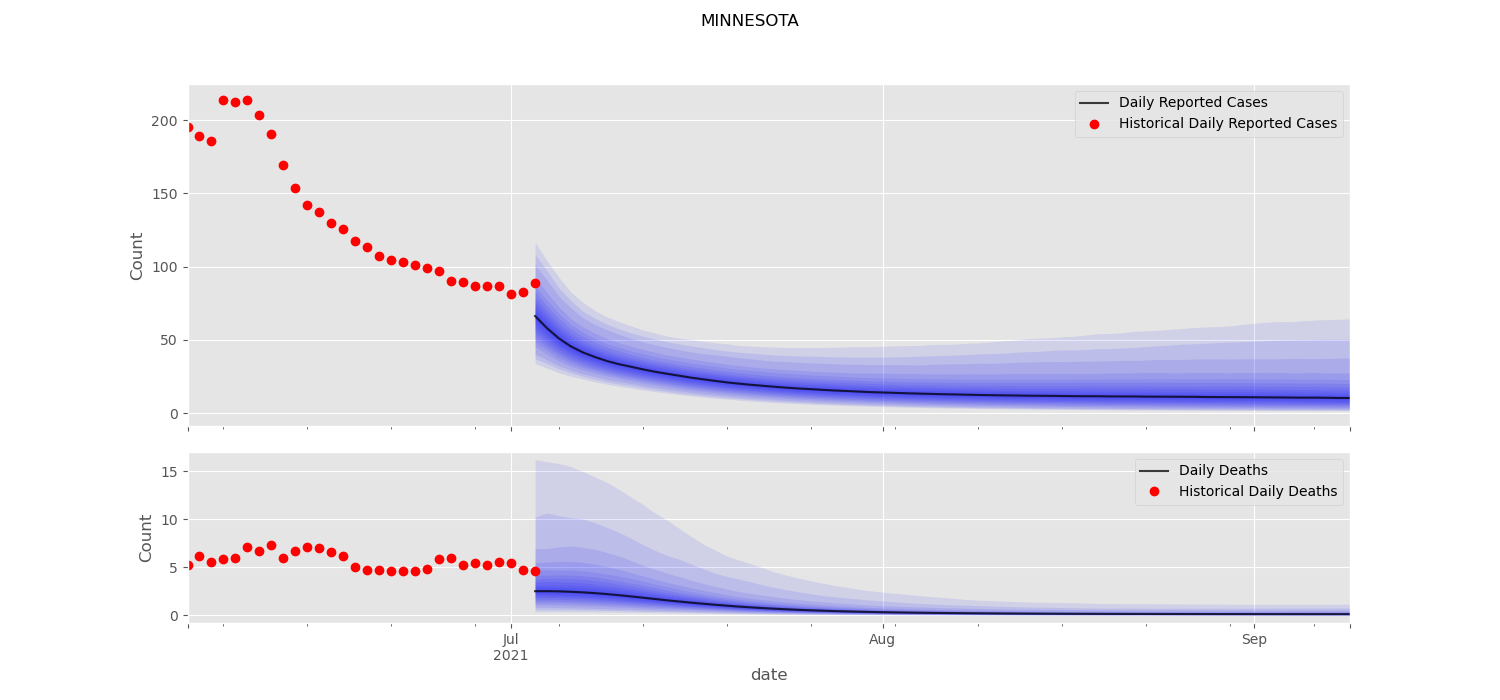 MINNESOTA
Daily Reported Cases
Historical Daily Reported Cases
200
150
100
50
0
Count
Daily Deaths
Historical Daily Deaths
15
10
5
0
Count
Jul
2021
Aug
Sep
date